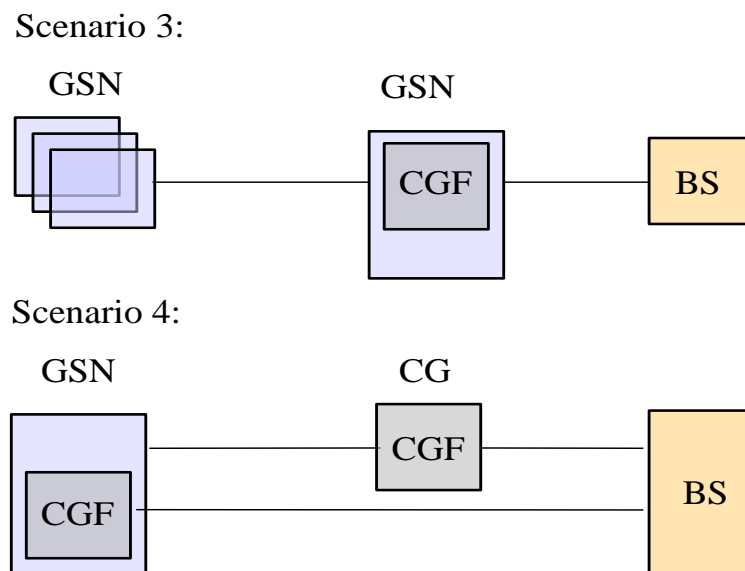 Scenario 3:
GSN GSN
CGF BS
Scenario 4:
GSN CG
CGF
BS
CGF